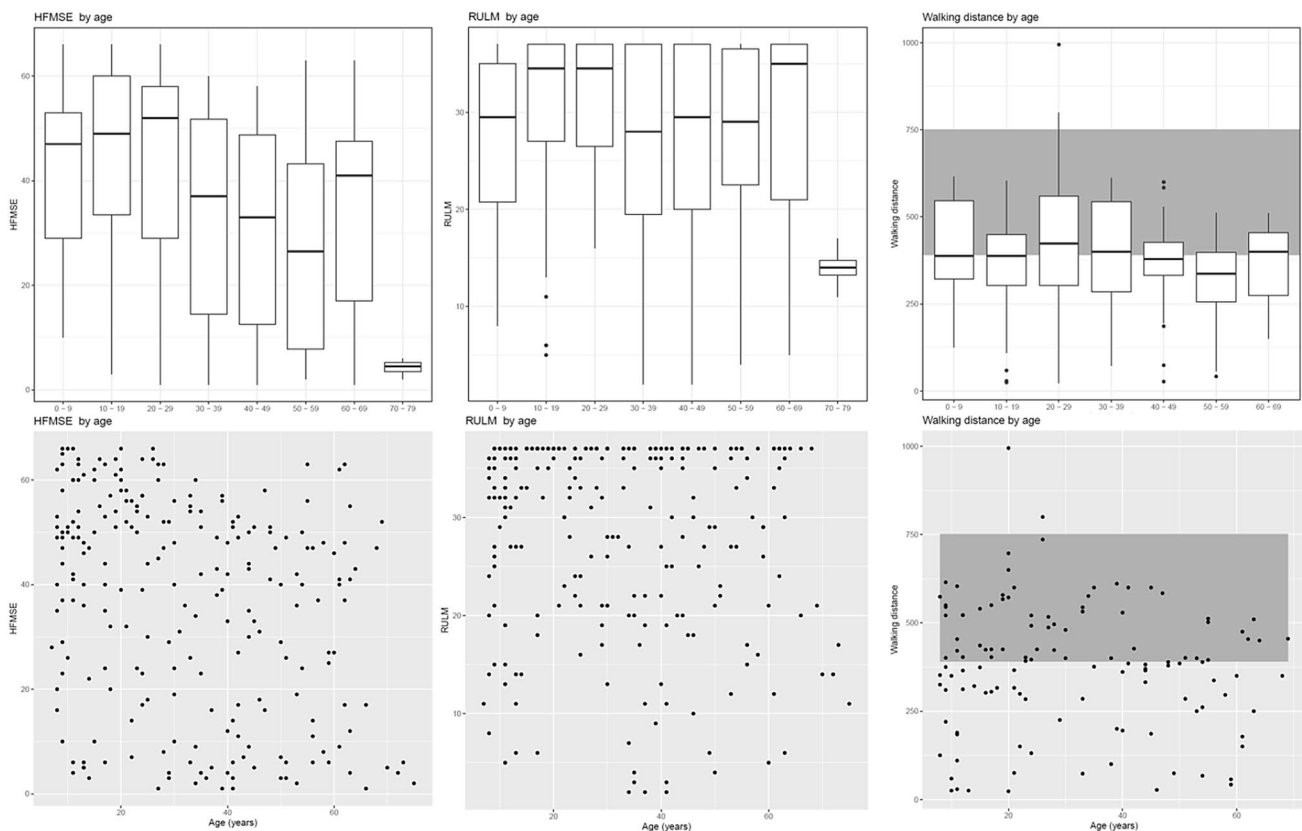 HFMSE by age
HFMSE
60
40
20
0
0 - 9 10 - 19 20 - 29 30 - 39 40 - 49 50 - 59 60 - 69 70 - 79
RULM by age
RULM
30
20
10
0 - 9 10 - 19 20 - 29 30 - 39 40 - 49 50 - 59 60 - 69 70 - 79
Walking distance by age
Walking distance
1000
750
500
250
0
0 - 9 10 - 19 20 - 29 30 - 39 40 - 49 50 - 59 60 - 69
HFMSE by age
HFMSE
60
40
20
0
20 40 60
Age (years)
RULM by age
RULM
30
20
10
20 40 60
Age (years)
Walking distance by age
Walking distance
1000
750
500
250
0
20 40 60
Age (years)